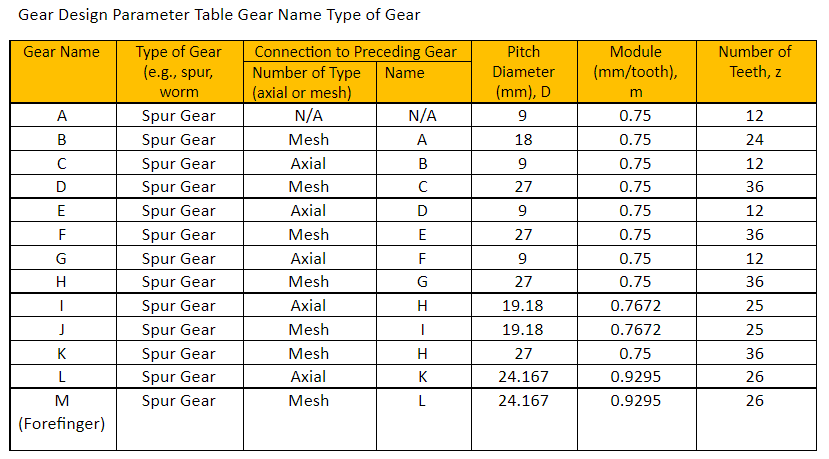 Gear Design Parameter Table Gear Name Type of Gear
Gear Name Type of Gear (e.g., spur, worm Connection to Preceding Gear Pitch Diameter (mm), D Module (mm/tooth), m Number of Teeth, z
Number of Type (axial or mesh) Name
A Spur Gear N/A N/A 9 0.75 12
B Spur Gear Mesh A 18 0.75 24
C Spur Gear Axial B 9 0.75 12
D Spur Gear Mesh C 27 0.75 36
E Spur Gear Axial D 9 0.75 12
F Spur Gear Mesh E 27 0.75 36
G Spur Gear Axial F 9 0.75 12
H Spur Gear Mesh G 27 0.75 36
I Spur Gear Axial H 19.18 0.7672 25
J Spur Gear Mesh I 19.18 0.7672 25
K Spur Gear Mesh H 27 0.75 36
L Spur Gear Axial K 24.167 0.9295 26
M Spur Gear Mesh L 24.167 0.9295 26
(Forefinger)